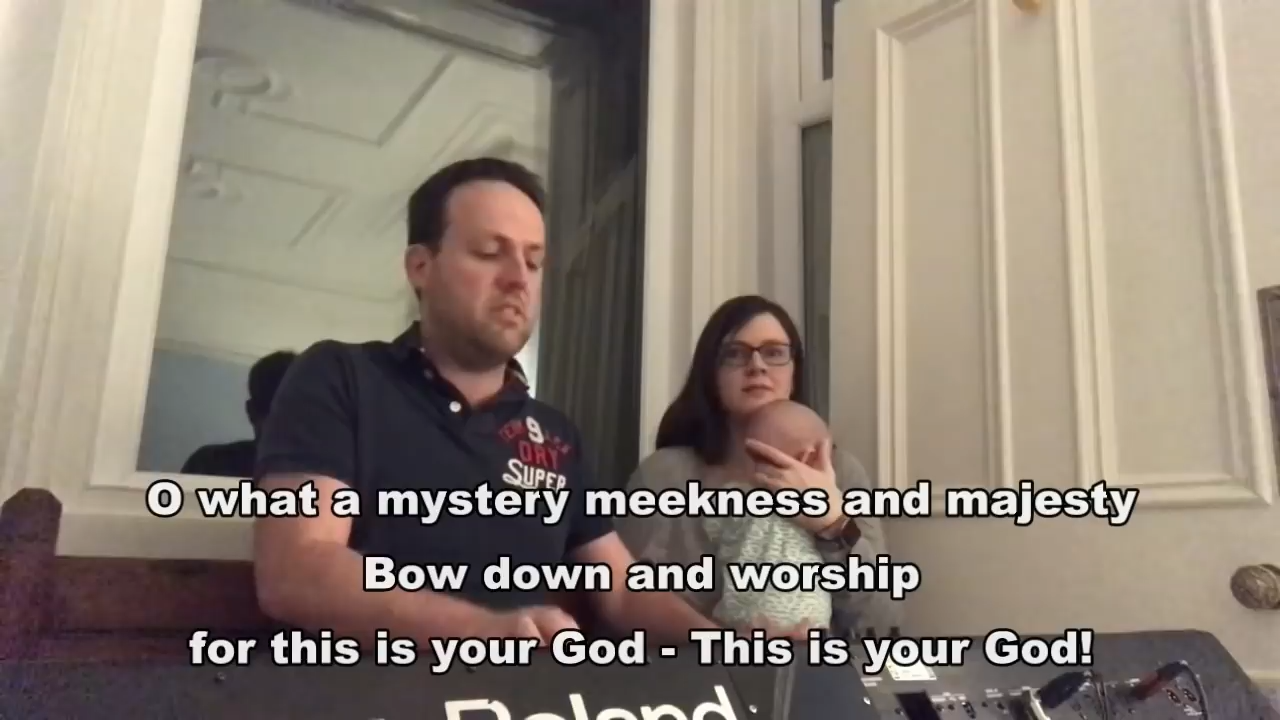 9
ORY
SUPER
O what a mystery meekness and majesty
Bow down and worship
for this is your God - This is your God!
Roland